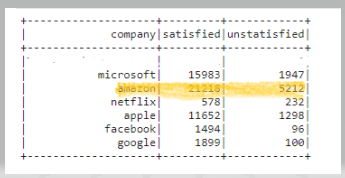 +----------------+---------+-----------+
| company|satisfied|unstatisfied|
+----------------+---------+-----------+
| microsoft| 15983| 1947|
| amazon| 21218| 5212|
| netflix| 578| 232|
| apple| 11652| 1298|
| facebook| 1494| 96|
| google| 1899| 100|
+----------------+---------+-----------+